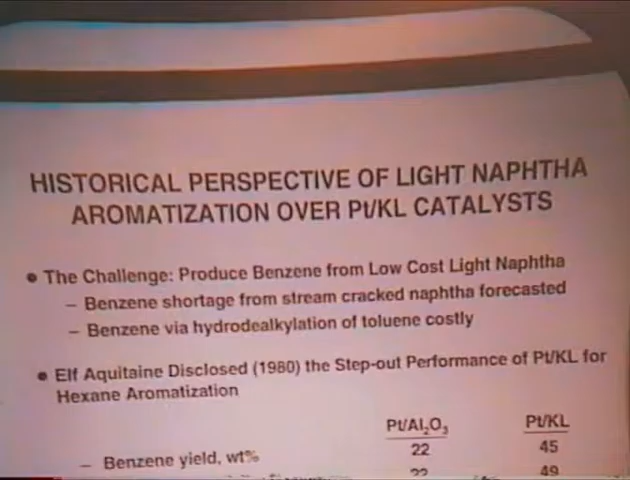 HISTORICAL PERSPECTIVE OF LIGHT NAPHTHA
AROMATIZATION OVER Pt/KL CATALYSTS
● The Challenge: Produce Benzene from Low Cost Light Naphtha
– Benzene shortage from stream cracked naphtha forecasted
– Benzene via hydrodealkylation of toluene costly
● Elf Aquitaine Disclosed (1980) the Step-out Performance of Pt/KL for
Hexane Aromatization
Pt/Al₂O₃ Pt/KL
– Benzene yield, wt% 22 45
49